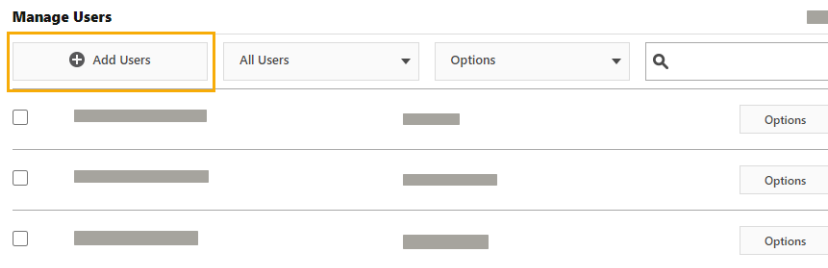 Manage Users
Add Users All Users Options
Options
Options
Options